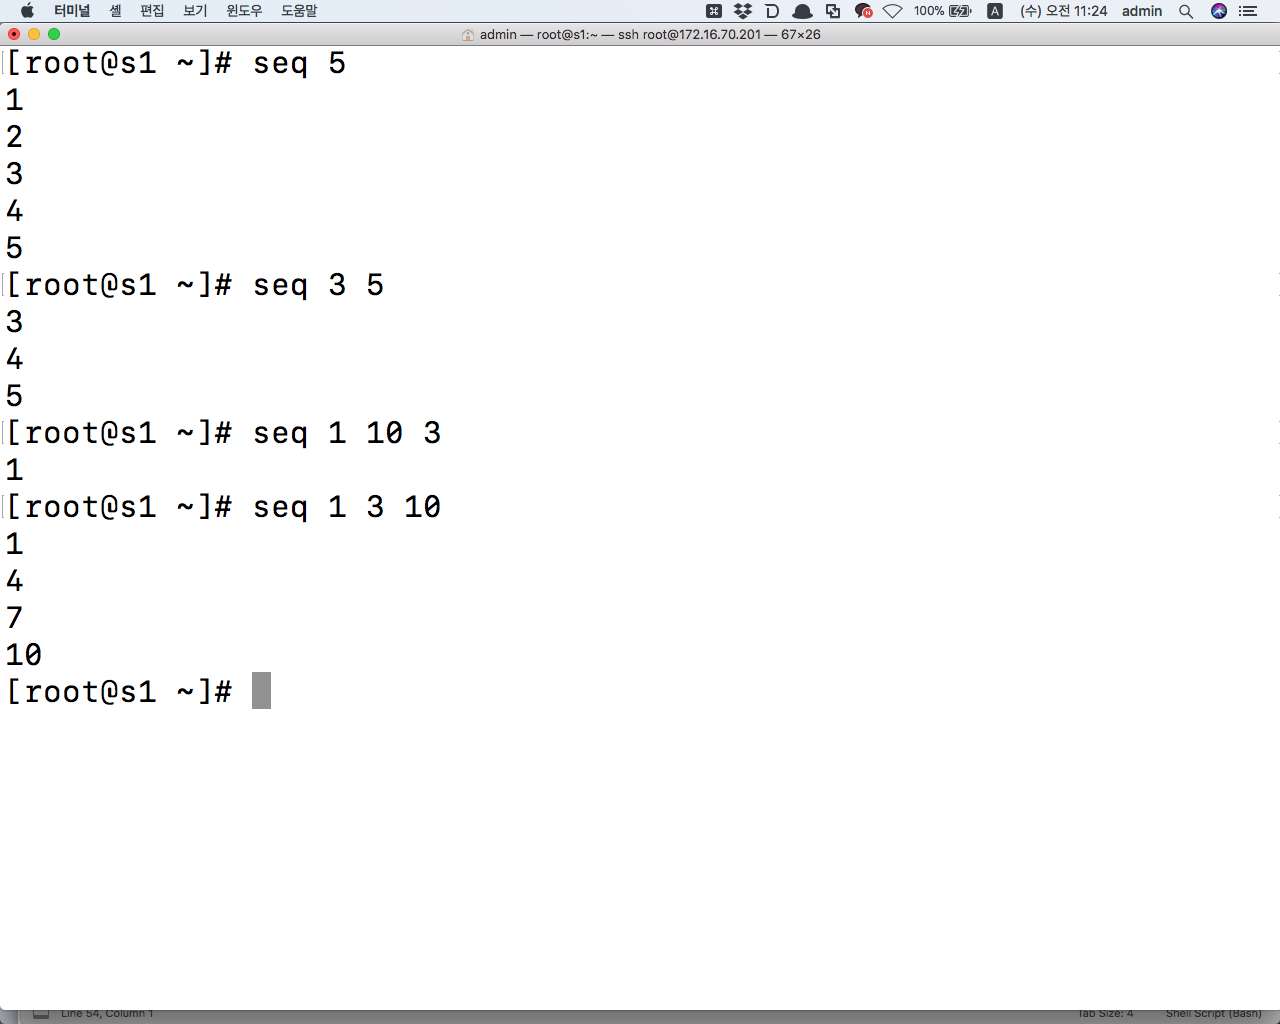 터미널 셸 편집 보기 윈도우 도움말 100% A (수) 오전 11:24 admin
admin — root@s1:~ — ssh root@172.16.70.201 — 67×26
[root@s1 ~]# seq 5
1
2
3
4
5
[root@s1 ~]# seq 3 5
3
4
5
[root@s1 ~]# seq 1 10 3
1
[root@s1 ~]# seq 1 3 10
1
4
7
10
[root@s1 ~]#
Line 54, Column 1 Tab Size: 4 Shell Script (Bash)